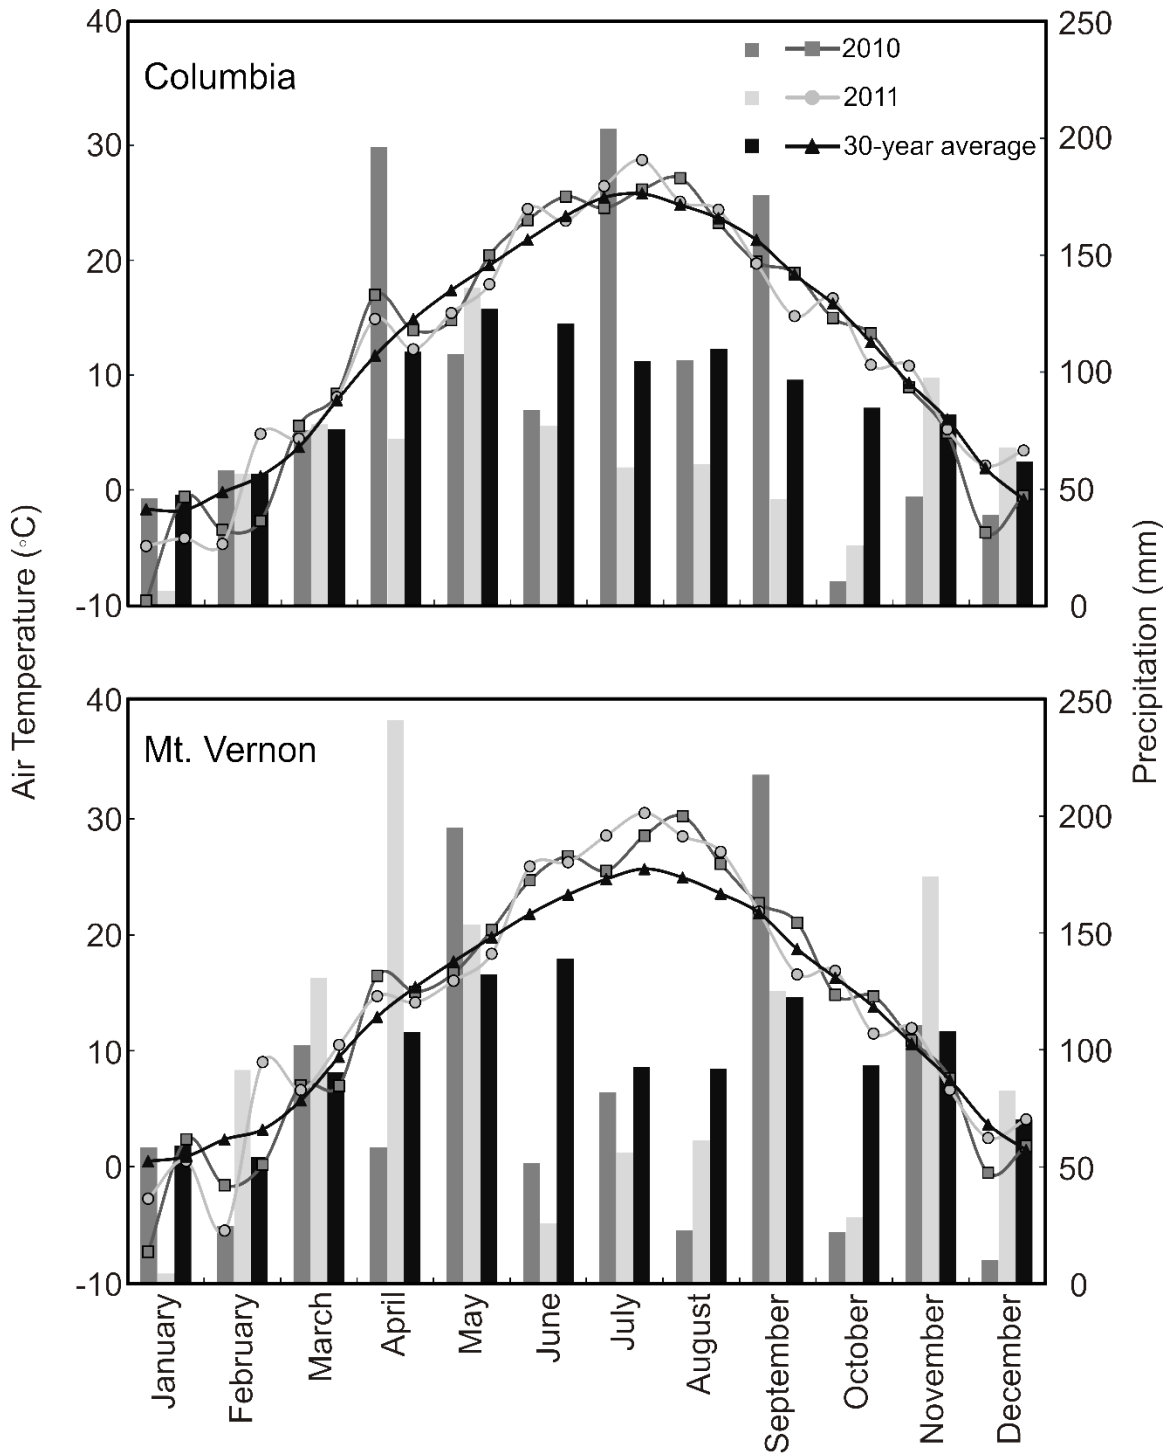 40
30
20
10
0
-10
250
200
150
100
50
0
Columbia
2010
2011
30-year average
Air Temperature (◦C)
Precipitation (mm)
40
30
20
10
0
-10
250
200
150
100
50
0
Mt. Vernon
January
February
March
April
May
June
July
August
September
October
November
December